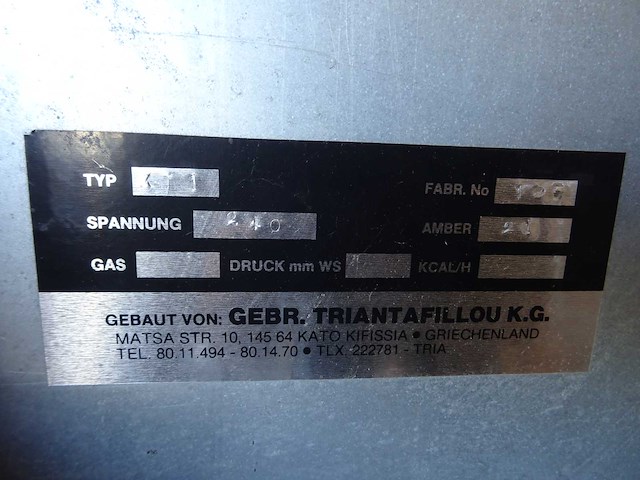 TYP FABR. No
SPANNUNG AMBER
GAS DRUCK mm WS KCAL/H
GEBAUT VON: GEBR. TRIANTAFILLOU K.G.
MATSA STR. 10, 145 64 KATO KIFISSIA • GRIECHENLAND
TEL. 80.11.494 - 80.14.70 • TLX. 222781 - TRIA